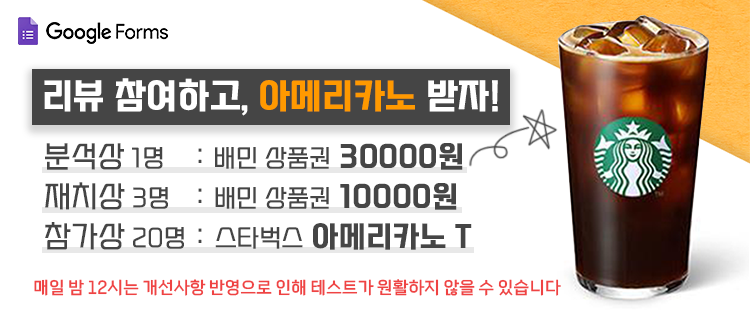 Google Forms
리뷰 참여하고, 아메리카노 받자!
분석상 1명 : 배민 상품권 30000원
재치상 3명 : 배민 상품권 10000원
참가상 20명 : 스타벅스 아메리카노 T
매일 밤 12시는 개선사항 반영으로 인해 테스트가 원활하지 않을 수 있습니다